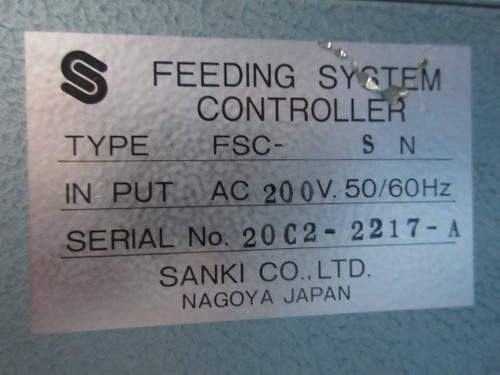 FEEDING SYSTEM
CONTROLLER
TYPE FSC- S N
IN PUT AC 200V. 50/60Hz
SERIAL No. 20C2-2217-A
SANKI CO., LTD.
NAGOYA JAPAN